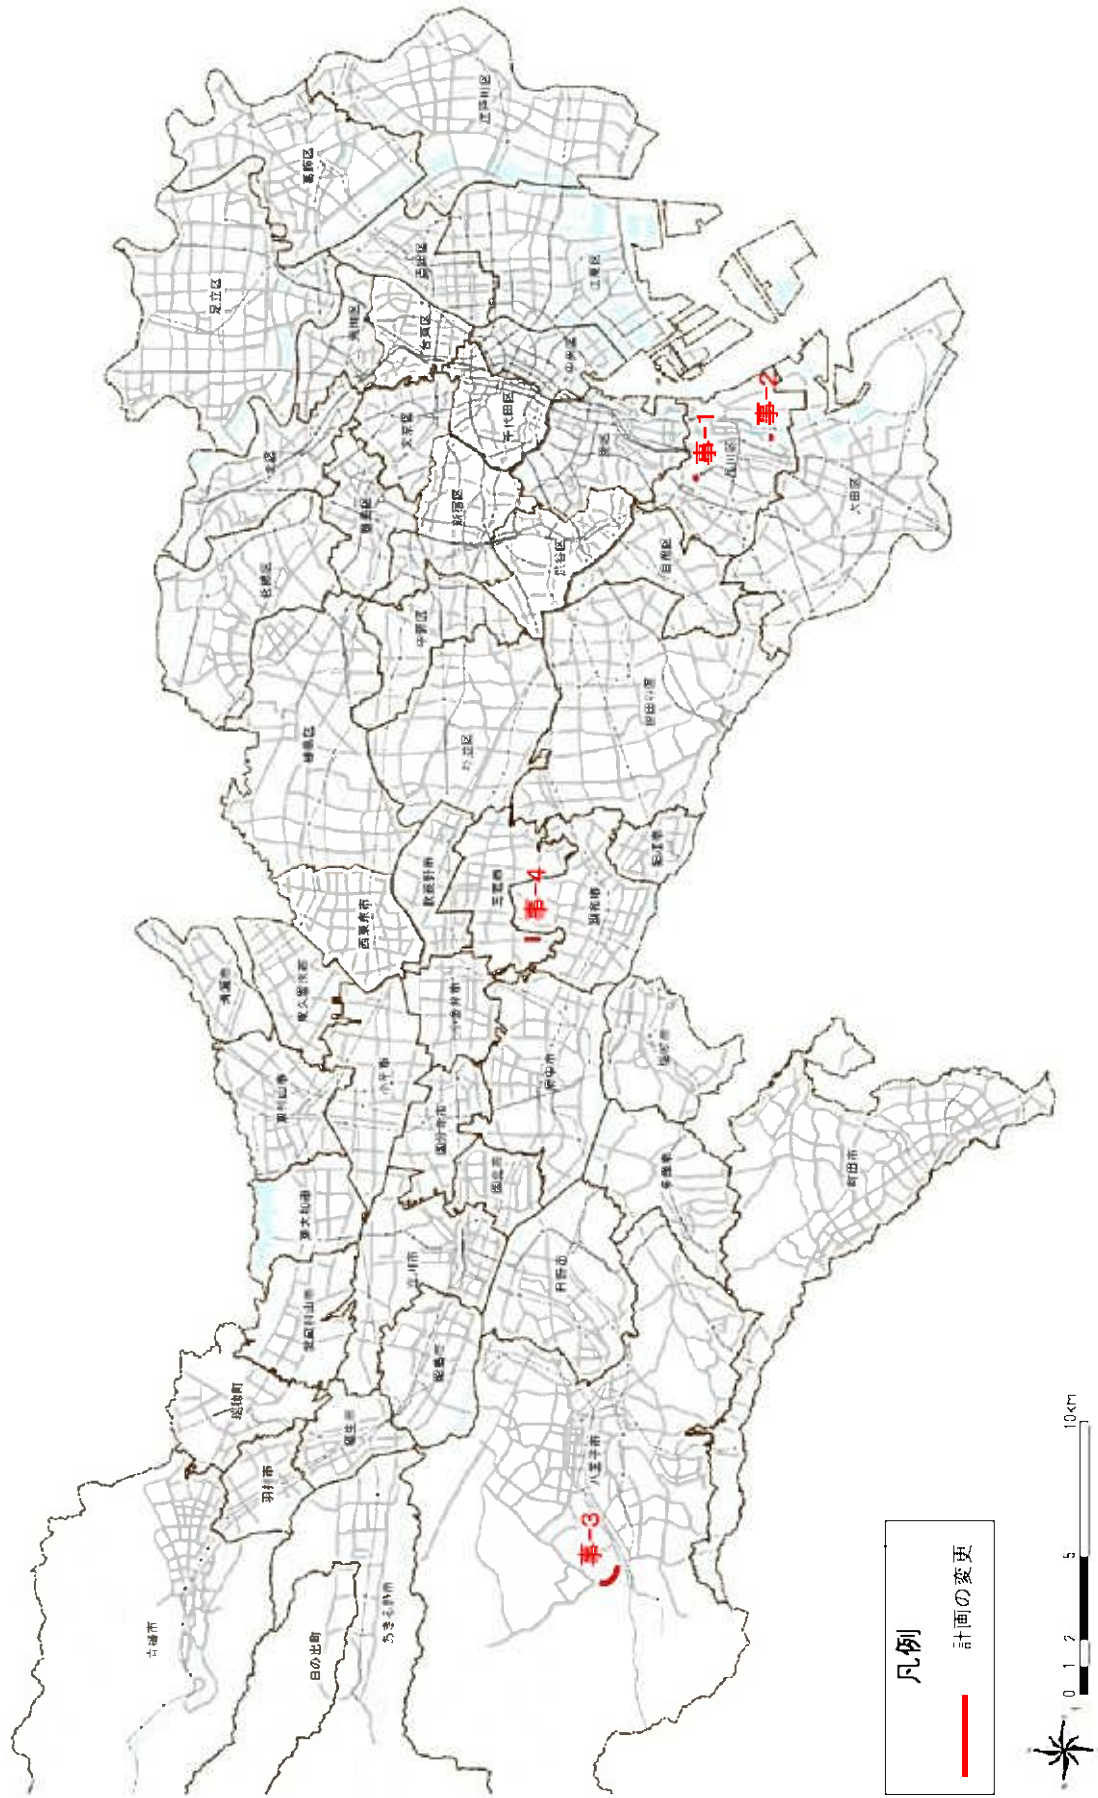 江戸川区
葛飾区
足立区
墨田区
江東区
荒川区
台東区
中央区
北区
文京区
千代田区
港区
豊島区
新宿区
渋谷区
品川区
事-1
事-2
大田区
目黒区
板橋区
中野区
練馬区
杉並区
世田谷区
西東京市
武蔵野市
三鷹市
事-4
調布市
狛江市
清瀬市
東久留米市
小金井市
東村山市
小平市
府中市
稲城市
国分寺市
国立市
多摩市
町田市
東大和市
立川市
日野市
武蔵村山市
昭島市
瑞穂町
福生市
羽村市
八王子市
事-3
青梅市
日の出町
あきる野市
凡例
計画の変更
0 1 2 5 10km